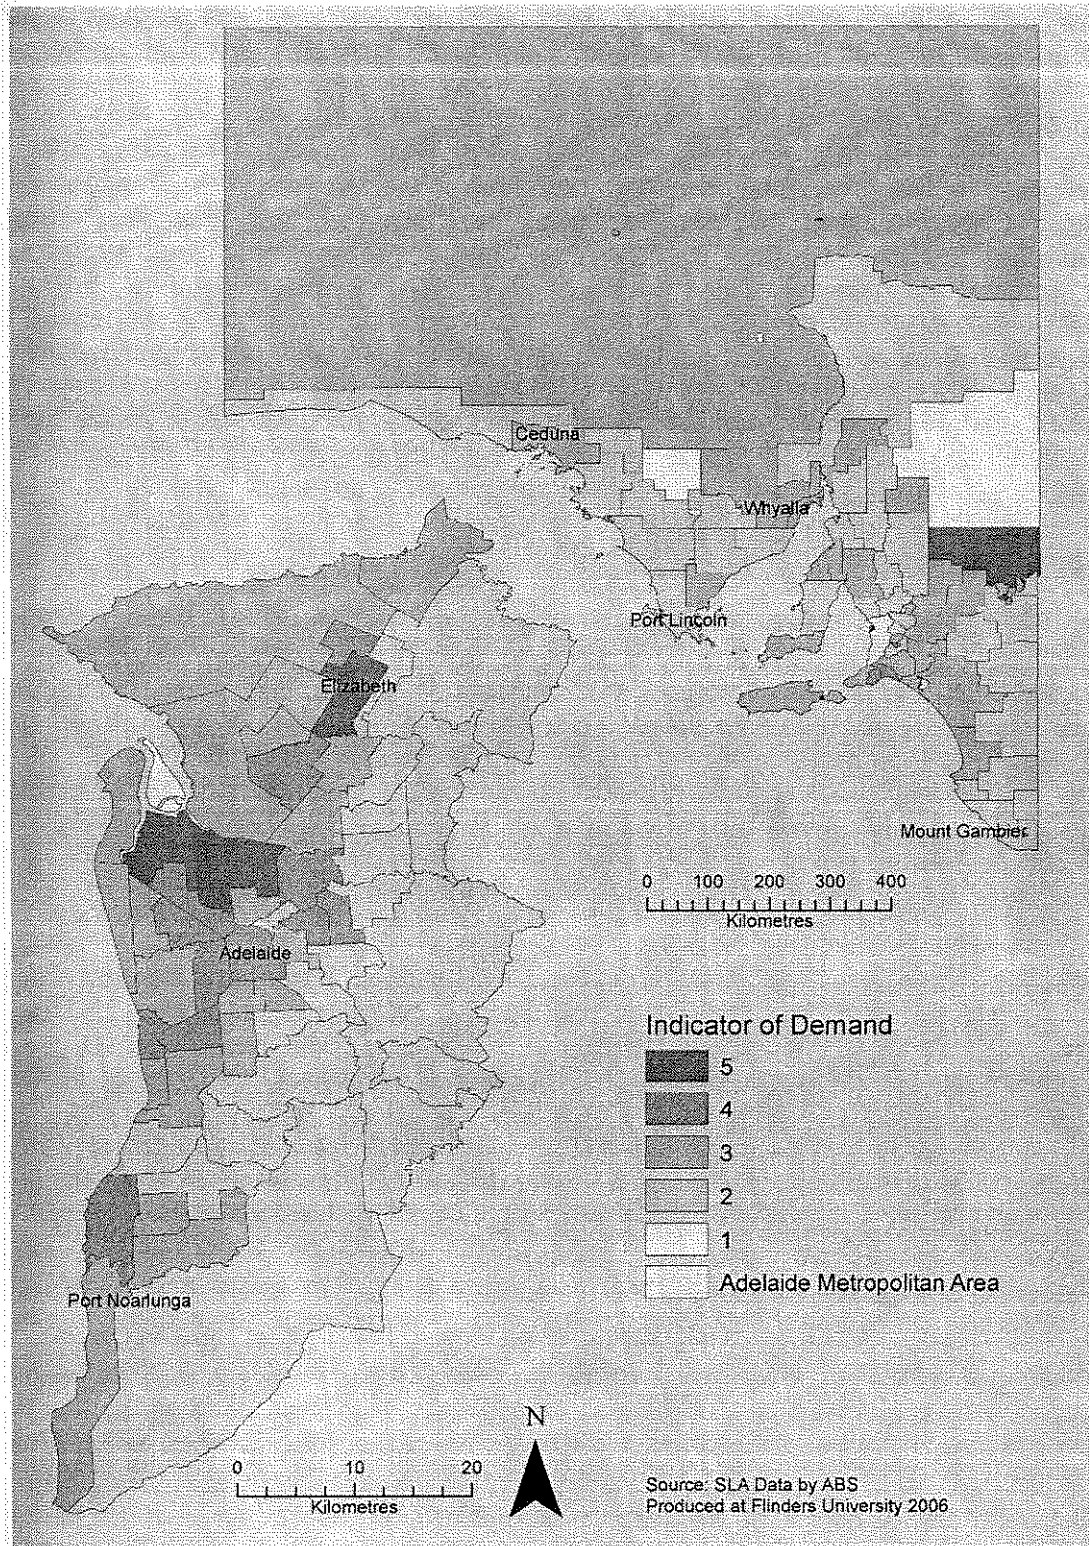 Ceduna
Whyalla
Port Lincoln
Elizabeth
Mount Gambier
0 100 200 300 400
Kilometres
Adelaide
Indicator of Demand
5
4
3
2
1
Adelaide Metropolitan Area
Port Noarlunga
N
0 10 20
Kilometres
Source: SLA Data by ABS
Produced at Flinders University 2006